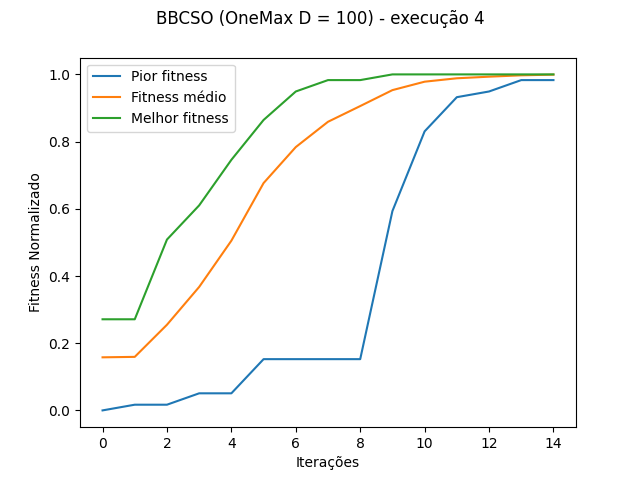 BBCSO (OneMax D = 100) - execução 4
Pior fitness
Fitness médio
Melhor fitness
Fitness Normalizado
1.0
0.8
0.6
0.4
0.2
0.0
0 2 4 6 8 10 12 14
Iterações